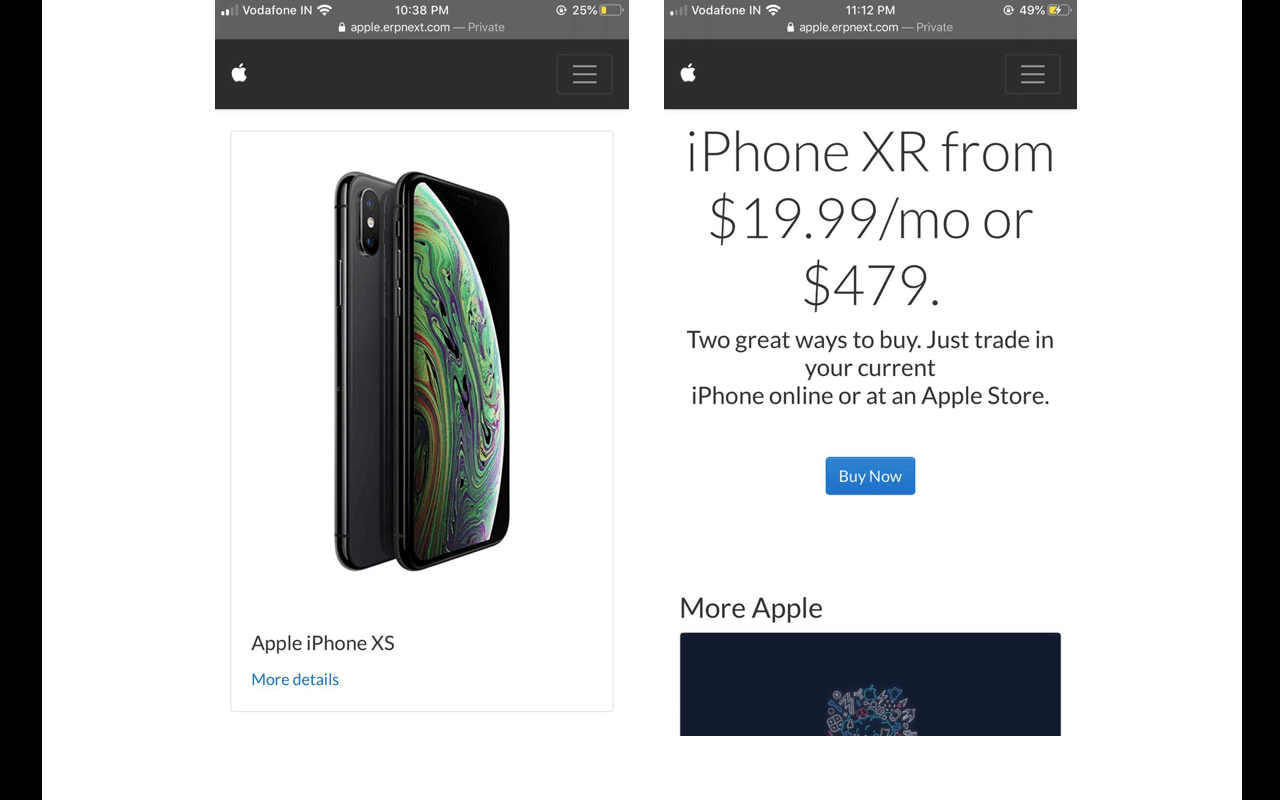 Vodafone IN 10:38 PM 25%
apple.erpnext.com — Private
Apple iPhone XS
More details
Vodafone IN 11:12 PM 49%
apple.erpnext.com — Private
iPhone XR from
$19.99/mo or
$479.
Two great ways to buy. Just trade in
your current
iPhone online or at an Apple Store.
Buy Now
More Apple